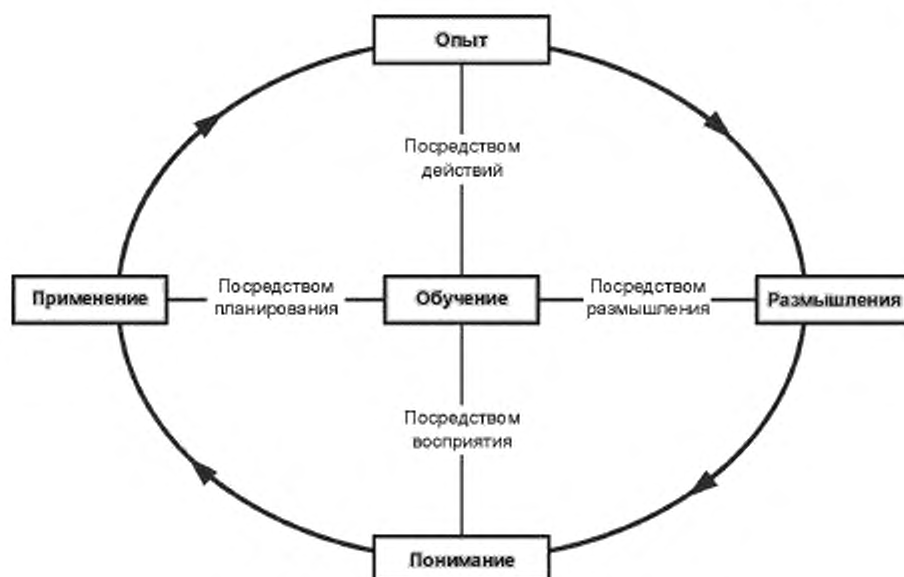 Опыт
Посредством
действий
Применение
Посредством
планирования
Обучение
Посредством
размышления
Размышления
Посредством
восприятия
Понимание